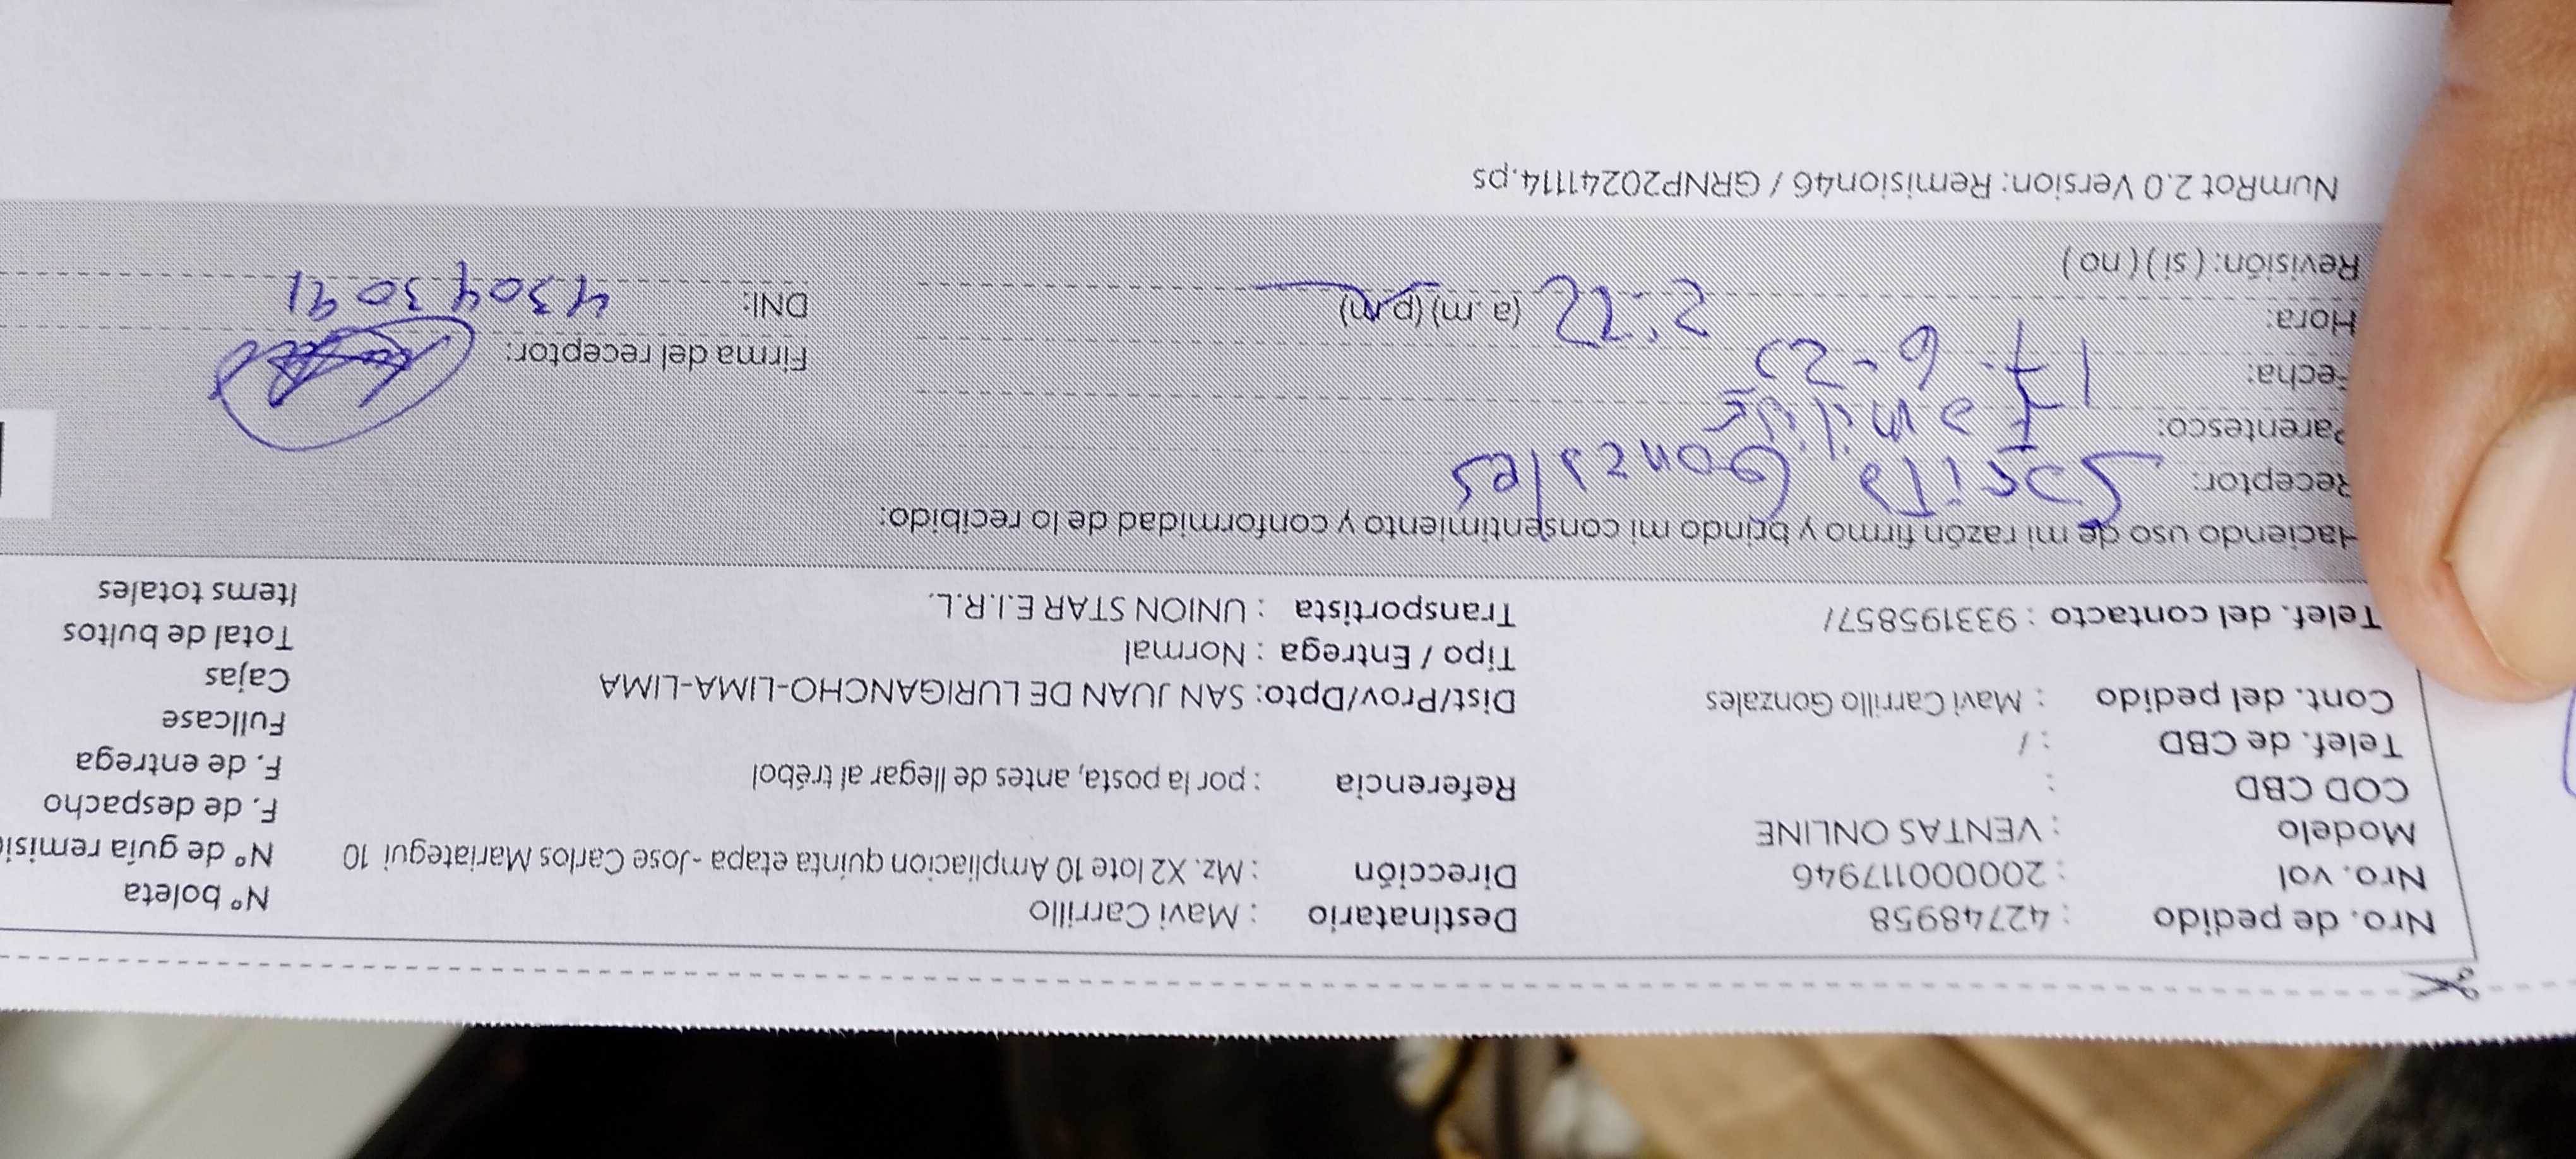 Nro. de pedido : 42748958 Destinatario : Mavi Carrillo N° boleta
Nro. vol : 2000001117946 Dirección : Mz. X2 lote 10 Ampliacion quinta etapa - Jose Carlos Mariategui 10 N° de guía remisi
Modelo : VENTAS ONLINE F. de despacho
COD CBD : Referencia : por la posta, antes de llegar al trébol F. de entrega
Telef. de CBD : / Fullcase
Cont. del pedido : Mavi Carrillo Gonzales Dist/Prov/Dpto: SAN JUAN DE LURIGANCHO-LIMA-LIMA Cajas
Tipo / Entrega : Normal Total de bultos
Telef. del contacto : 933195857/ Transportista : UNION STAR E.I.R.L. Items totales
Haciendo uso de mi razón firmo y brindo mi consentimiento y conformidad de lo recibido:
Receptor: Gonzales
Parentesco: Familia
Fecha: 17-6-25 Firma del receptor:
Hora: 2:22 (a.m) (p.m) DNI: 43043091
Revisión: ( si ) ( no )
NumRot 2.0 Version: Remision46 / GRNP20241114.ps